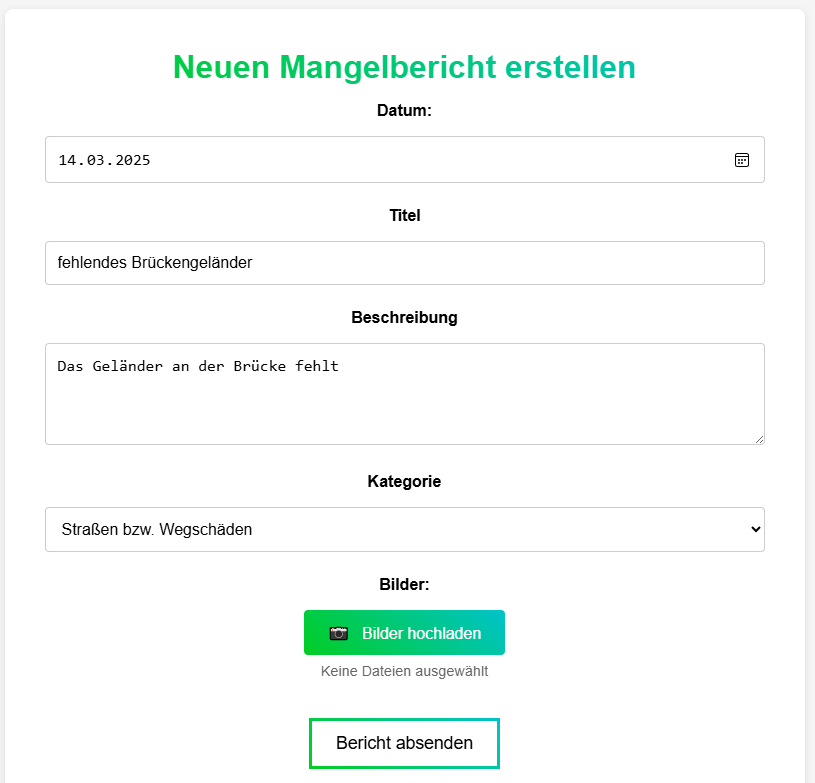 Neuen Mangelbericht erstellen
Datum:
14.03.2025
Titel
fehlendes Brückengeländer
Beschreibung
Das Geländer an der Brücke fehlt
Kategorie
Straßen bzw. Wegschäden
Bilder:
Bilder hochladen
Keine Dateien ausgewählt
Bericht absenden